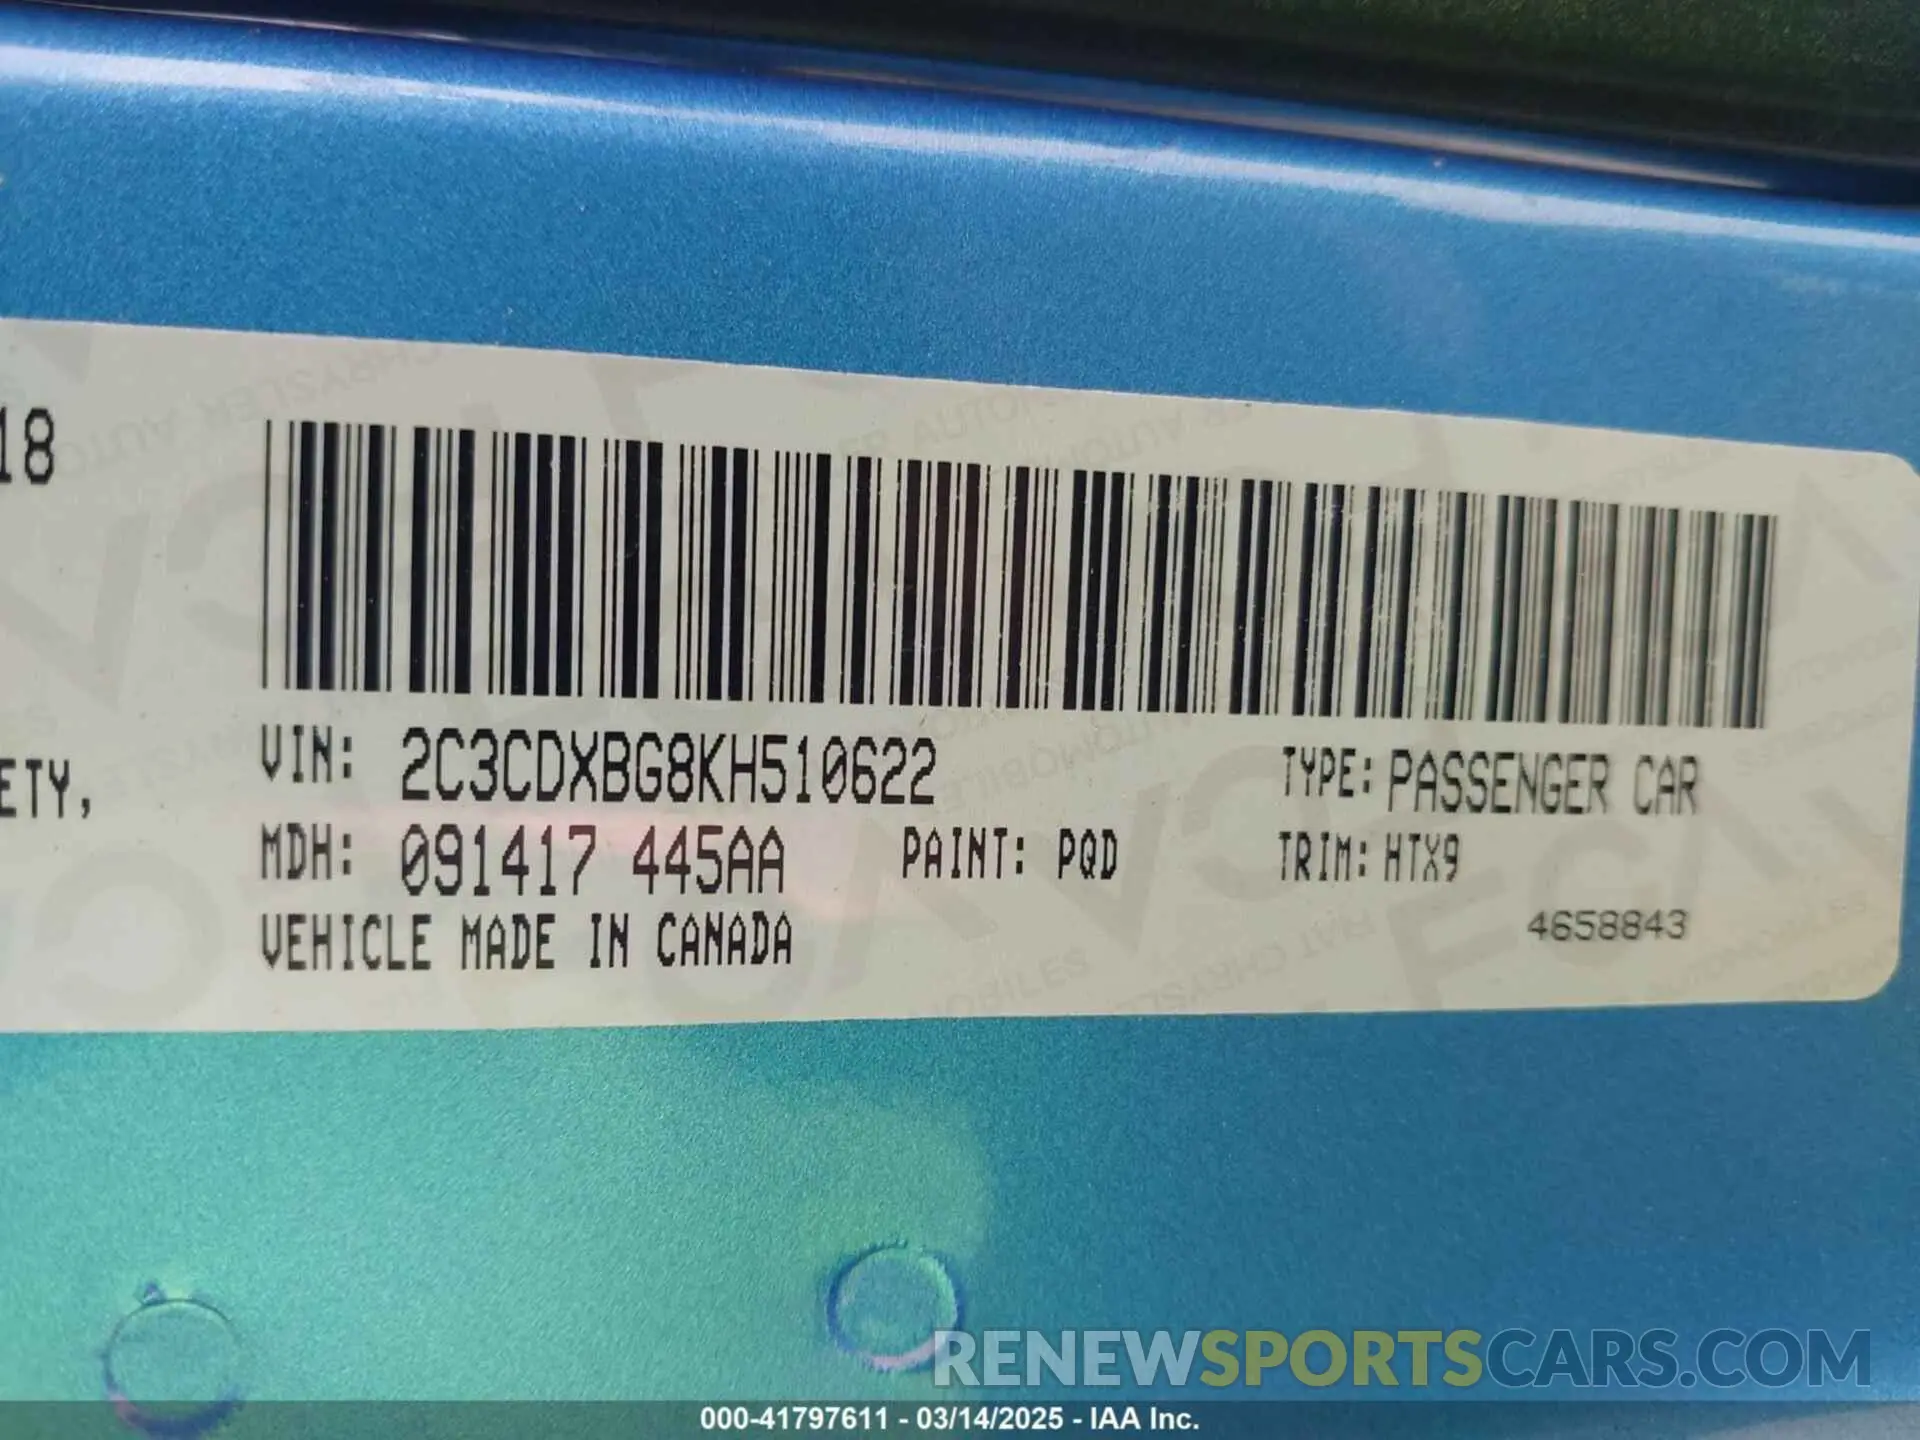 18
ETY,
VIN: 2C3CDXBG8KH510622
TYPE: PASSENGER CAR
MDH: 091417 445AA
PAINT: PQD
TRIM: HTX9
VEHICLE MADE IN CANADA
4658843
RENEWSPORTSCARS.COM
000-41797611 - 03/14/2025 - IAA Inc.